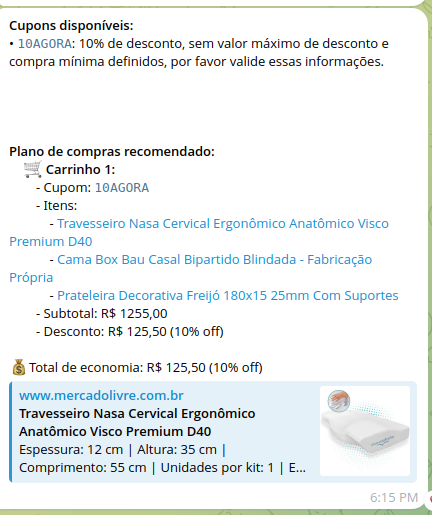 Cupons disponíveis:
• 10AGORA: 10% de desconto, sem valor máximo de desconto e
compra mínima definidos, por favor valide essas informações.
Plano de compras recomendado:
🛒 Carrinho 1:
- Cupom: 10AGORA
- Itens:
- Travesseiro Nasa Cervical Ergonômico Anatômico Visco
Premium D40
- Cama Box Bau Casal Bipartido Blindada - Fabricação
Própria
- Prateleira Decorativa Freijó 180x15 25mm Com Suportes
- Subtotal: R$ 1255,00
- Desconto: R$ 125,50 (10% off)
💰 Total de economia: R$ 125,50 (10% off)
www.mercadolivre.com.br
Travesseiro Nasa Cervical Ergonômico
Anatômico Visco Premium D40
Espessura: 12 cm | Altura: 35 cm |
Comprimento: 55 cm | Unidades por kit: 1 | E...
6:15 PM